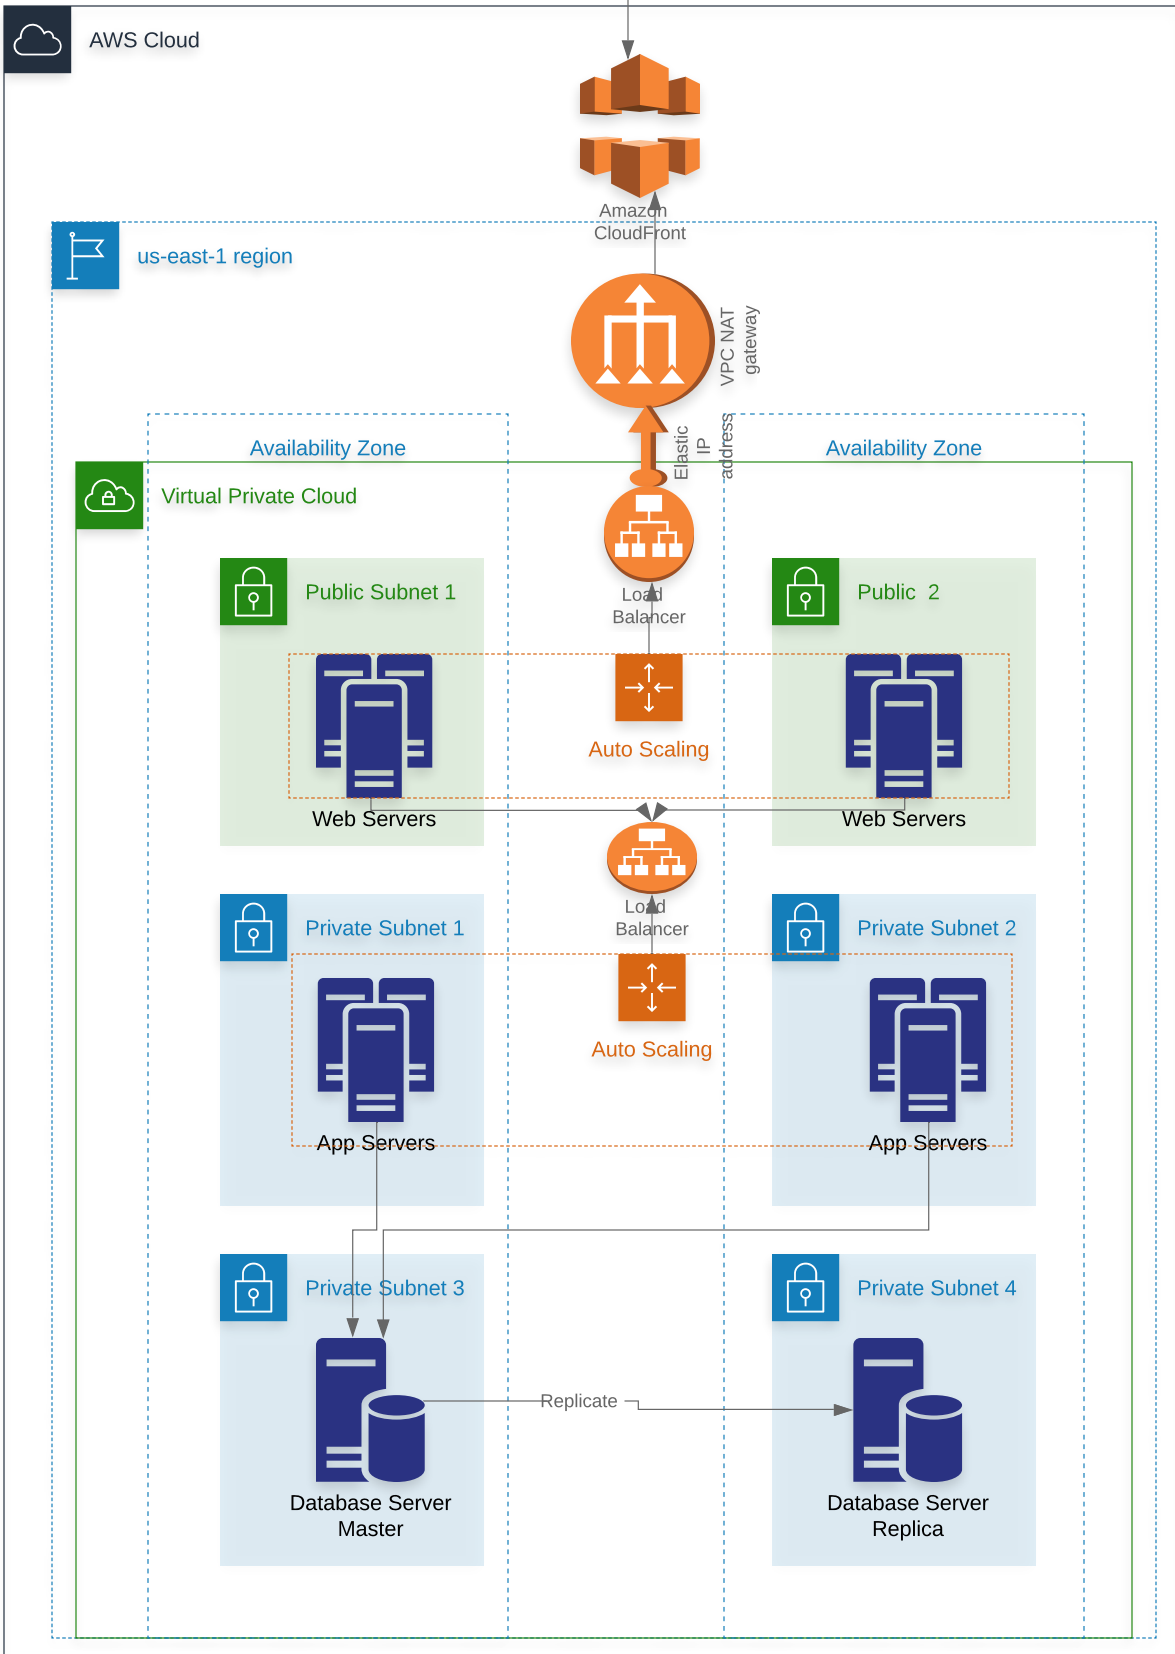 AWS Cloud
Amazon
CloudFront
us-east-1 region
VPC NAT
gateway
Elastic
IP
address
Availability Zone
Availability Zone
Virtual Private Cloud
Load
Balancer
Public Subnet 1
Public  2
Auto Scaling
Web Servers
Web Servers
Load
Balancer
Private Subnet 1
Private Subnet 2
Auto Scaling
App Servers
App Servers
Private Subnet 3
Private Subnet 4
Replicate
Database Server
Master
Database Server
Replica